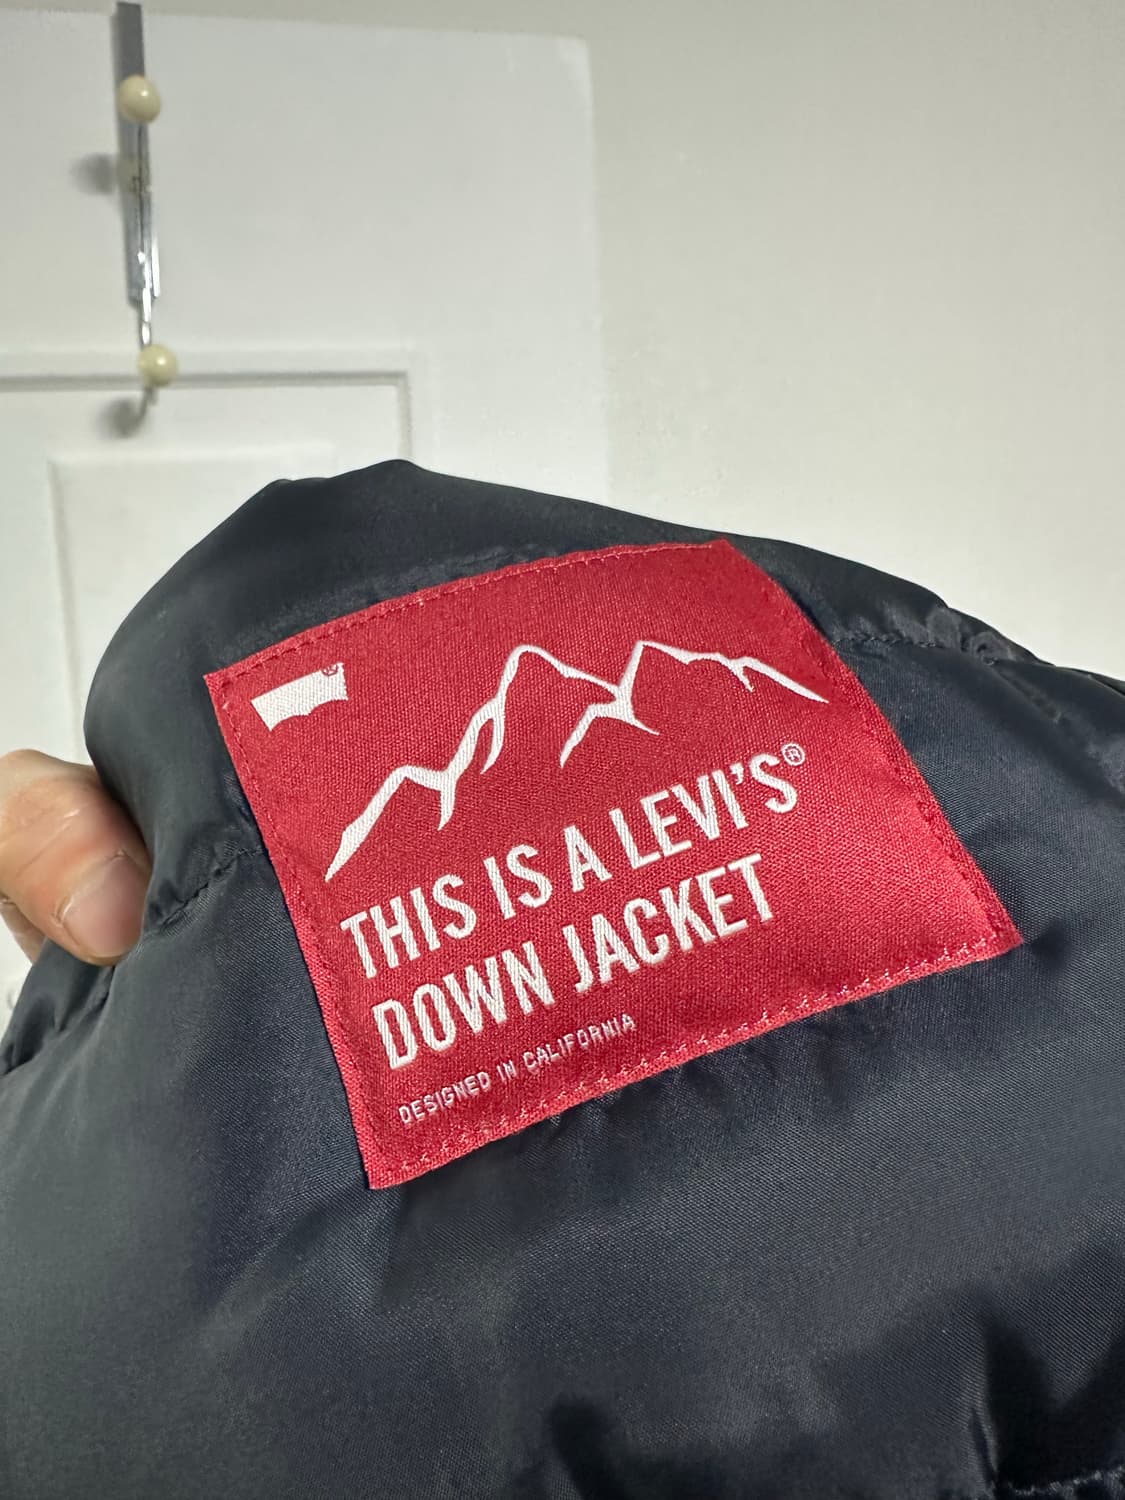 THIS IS A LEVI'S®
DOWN JACKET
DESIGNED IN CALIFORNIA